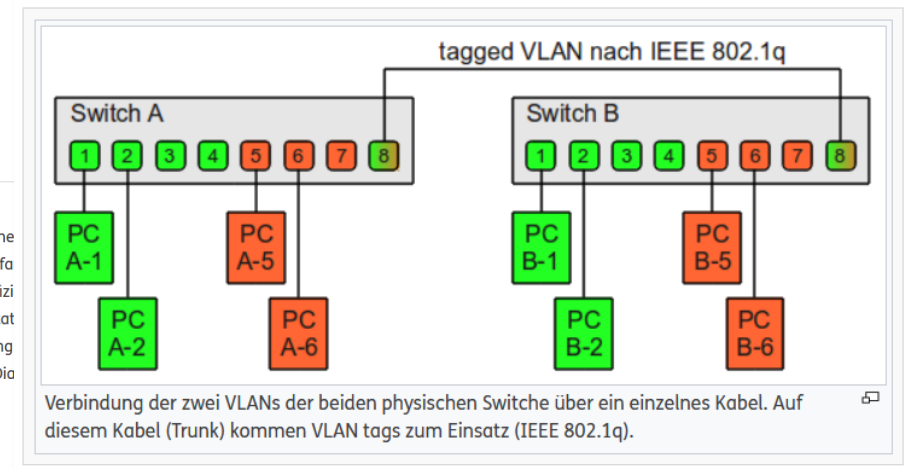 tagged VLAN nach IEEE 802.1q
Switch A
1 2 3 4 5 6 7 8
PC
A-1
PC
A-2
PC
A-5
PC
A-6
Switch B
1 2 3 4 5 6 7 8
PC
B-1
PC
B-2
PC
B-5
PC
B-6
Verbindung der zwei VLANs der beiden physischen Switche über ein einzelnes Kabel. Auf
diesem Kabel (Trunk) kommen VLAN tags zum Einsatz (IEEE 802.1q).